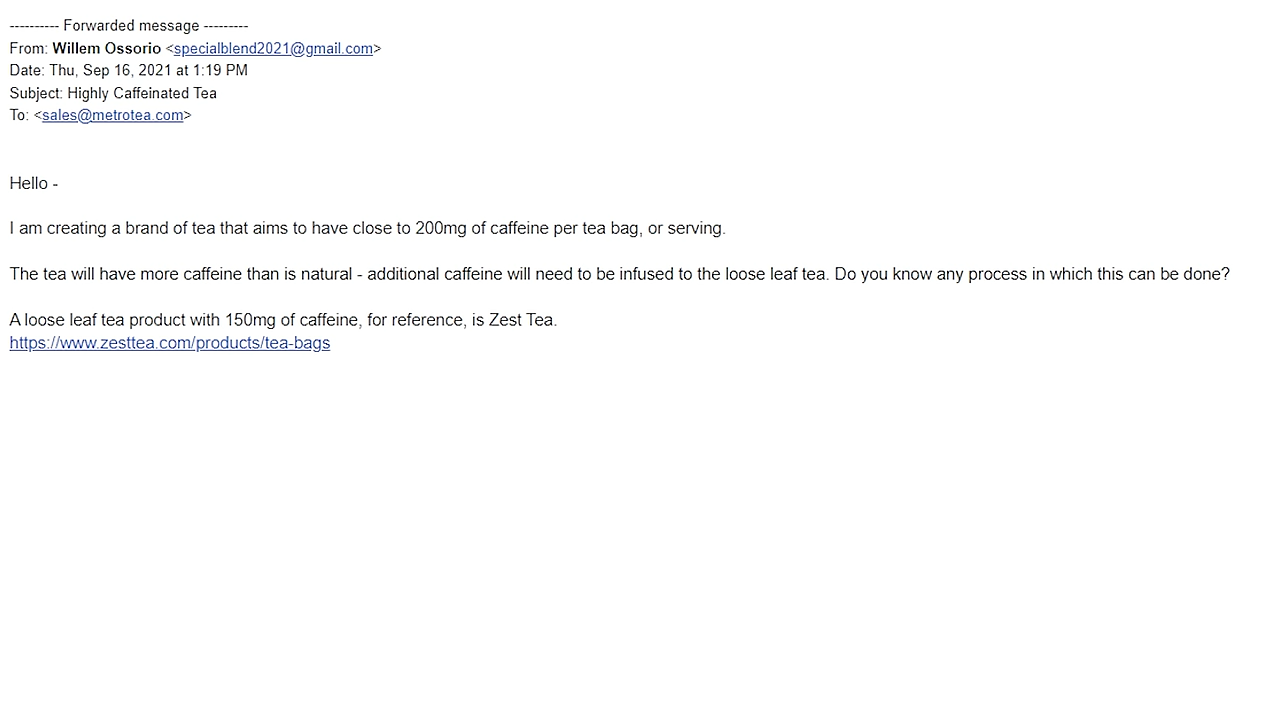 ---------- Forwarded message ---------
From: Willem Ossorio <specialblend2021@gmail.com>
Date: Thu, Sep 16, 2021 at 1:19 PM
Subject: Highly Caffeinated Tea
To: <sales@metrotea.com>
Hello -
I am creating a brand of tea that aims to have close to 200mg of caffeine per tea bag, or serving.
The tea will have more caffeine than is natural - additional caffeine will need to be infused to the loose leaf tea. Do you know any process in which this can be done?
A loose leaf tea product with 150mg of caffeine, for reference, is Zest Tea.
https://www.zesttea.com/products/tea-bags